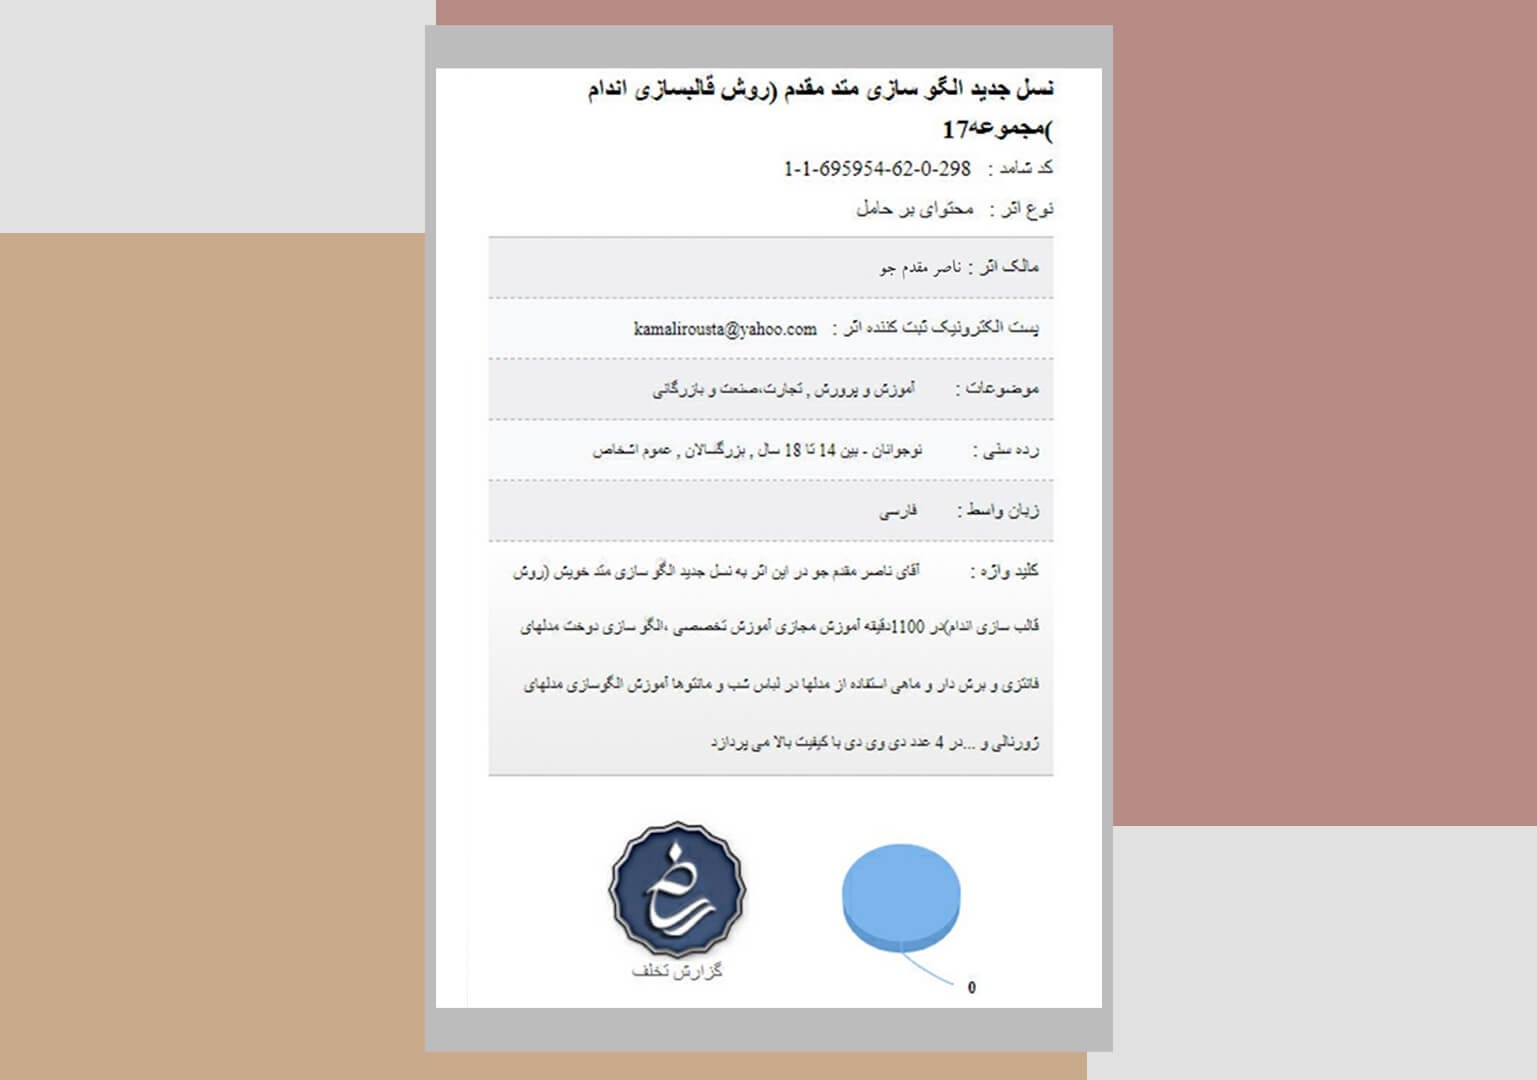 نسل جدید الگو سازی متد مقدم (روش قالبسازی اندام
)مجموعه17
کد شامد : 1-1-695954-62-0-298
نوع اثر : محتوای بر حامل
مالک اثر : ناصر مقدم جو
پست الکترونیک ثبت کننده اثر : kamalirousta@yahoo.com
موضوعات : آموزش و پرورش , تجارت،صنعت و بازرگانی
رده سنی : نوجوانان - بین 14 تا 18 سال , بزرگسالان , عموم اشخاص
زبان واسط : فارسی
کلید واژه : آقای ناصر مقدم جو در این اثر به نسل جدید الگو سازی متد خویش (روش
قالب سازی اندام)در 1100دقیقه آموزش مجازی آموزش تخصصی ،الگو سازی دوخت مدلهای
فانتزی و برش دار و ماهی استفاده از مدلها در لباس شب و مانتوها آموزش الگوسازی مدلهای
ژورنالی و ...در 4 عدد دی وی دی با کیفیت بالا می پردازد
گزارش تخلف
0